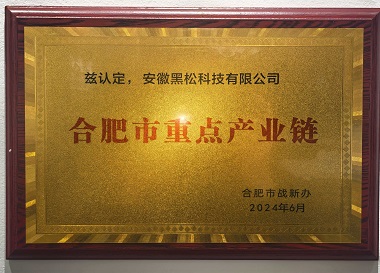 兹认定，安徽黑松科技有限公司
合肥市重点产业链
合肥市战新办
2024年6月